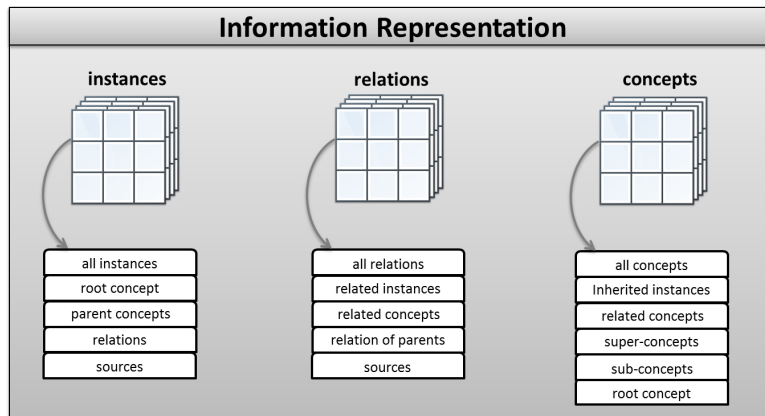 Information Representation
instances
relations
concepts
all instances
root concept
parent concepts
relations
sources
all relations
related instances
related concepts
relation of parents
sources
all concepts
Inherited instances
related concepts
super-concepts
sub-concepts
root concept